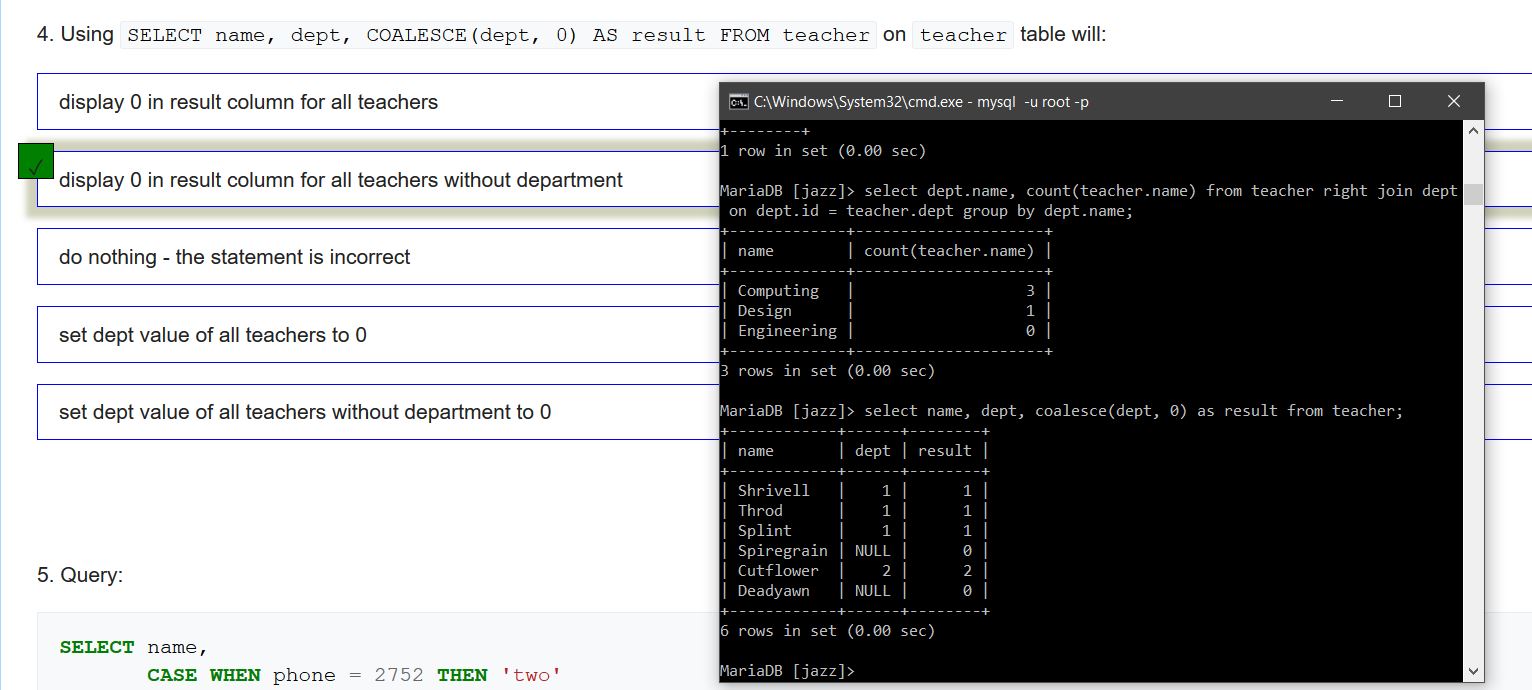 4. Using SELECT name, dept, COALESCE(dept, 0) AS result FROM teacher on teacher table will:
display 0 in result column for all teachers
✓
display 0 in result column for all teachers without department
do nothing - the statement is incorrect
set dept value of all teachers to 0
set dept value of all teachers without department to 0
5. Query:
SELECT name,
CASE WHEN phone = 2752 THEN 'two'
C:\Windows\System32\cmd.exe - mysql -u root -p
+--------+
1 row in set (0.00 sec)
MariaDB [jazz]> select dept.name, count(teacher.name) from teacher right join dept
on dept.id = teacher.dept group by dept.name;
+-------------+---------------------+
| name        | count(teacher.name) |
+-------------+---------------------+
| Computing   |                   3 |
| Design      |                   1 |
| Engineering |                   0 |
+-------------+---------------------+
3 rows in set (0.00 sec)
MariaDB [jazz]> select name, dept, coalesce(dept, 0) as result from teacher;
+------------+------+--------+
| name       | dept | result |
+------------+------+--------+
| Shrivell   |    1 |      1 |
| Throd      |    1 |      1 |
| Splint     |    1 |      1 |
| Spiregrain | NULL |      0 |
| Cutflower  |    2 |      2 |
| Deadyawn   | NULL |      0 |
+------------+------+--------+
6 rows in set (0.00 sec)
MariaDB [jazz]>